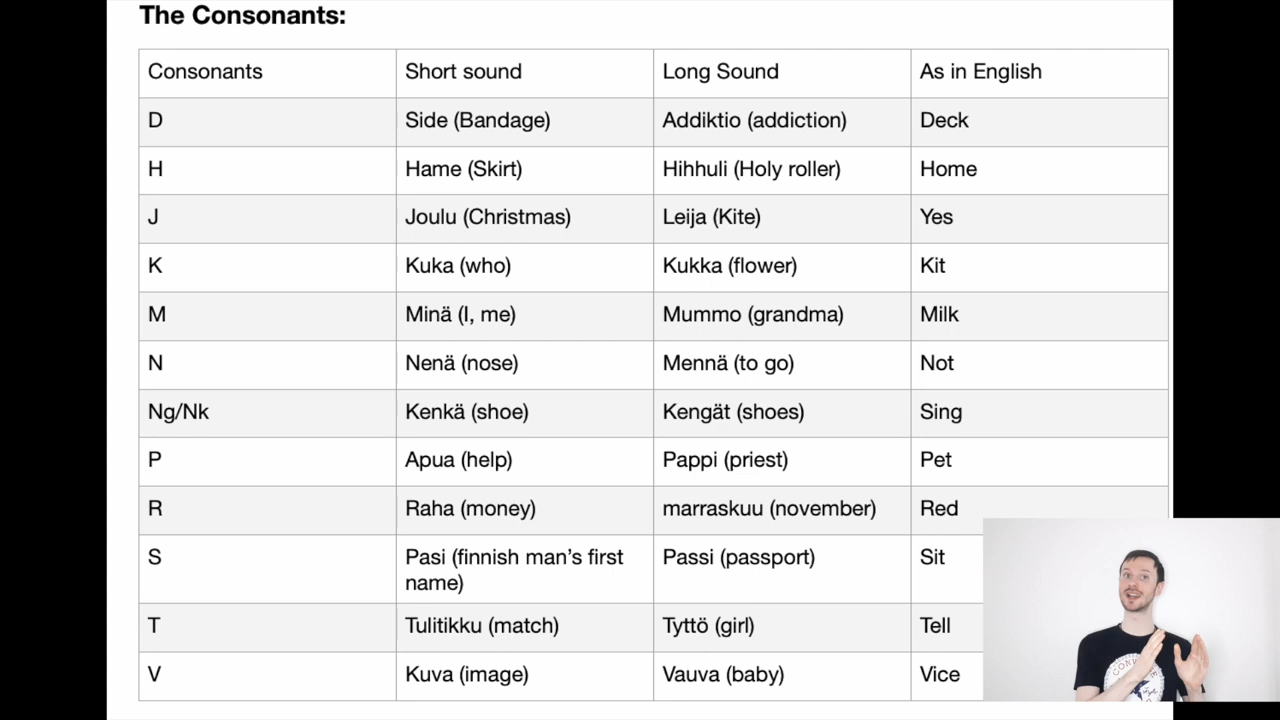 The Consonants:
Consonants Short sound Long Sound As in English
D Side (Bandage) Addiktio (addiction) Deck
H Hame (Skirt) Hihhuli (Holy roller) Home
J Joulu (Christmas) Leija (Kite) Yes
K Kuka (who) Kukka (flower) Kit
M Minä (I, me) Mummo (grandma) Milk
N Nenä (nose) Mennä (to go) Not
Ng/Nk Kenkä (shoe) Kengät (shoes) Sing
P Apua (help) Pappi (priest) Pet
R Raha (money) marraskuu (november) Red
S Pasi (finnish man’s first name) Passi (passport) Sit
T Tulitikku (match) Tyttö (girl) Tell
V Kuva (image) Vauva (baby) Vice